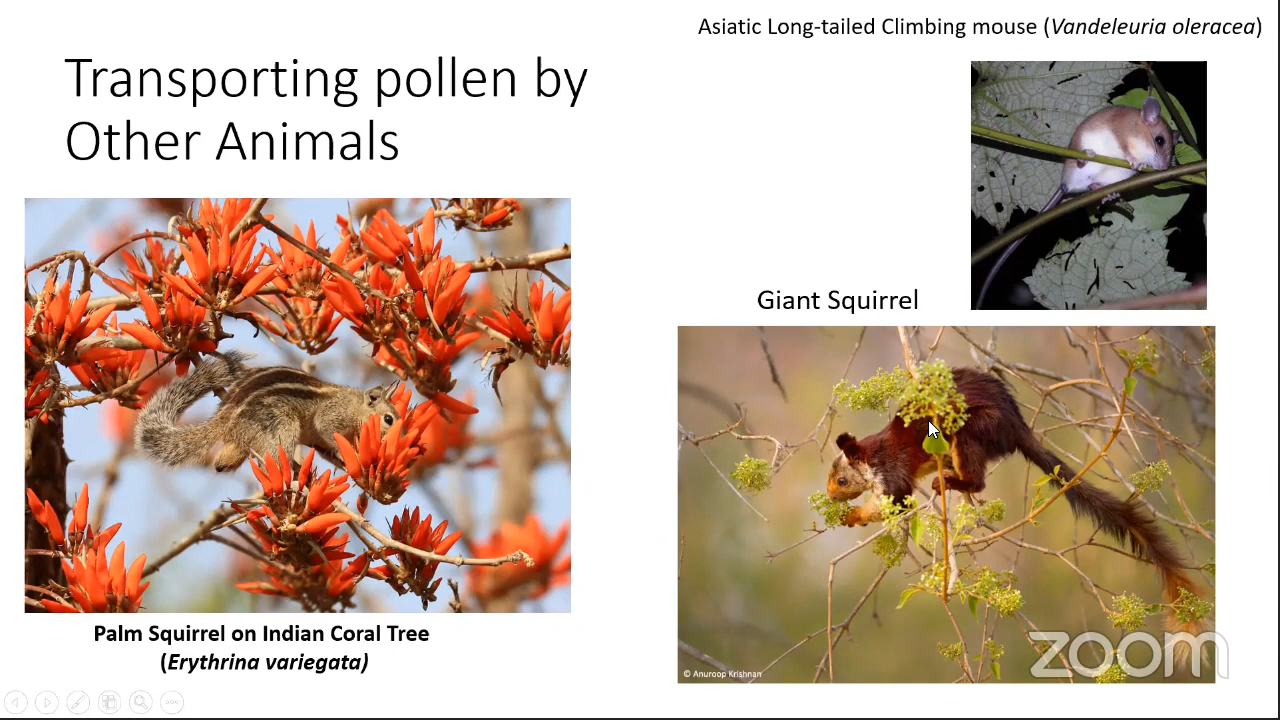 Asiatic Long-tailed Climbing mouse (Vandeleuria oleracea)
Transporting pollen by
Other Animals
Giant Squirrel
Palm Squirrel on Indian Coral Tree
(Erythrina variegata)
© Anuroop Krishnan
zoom